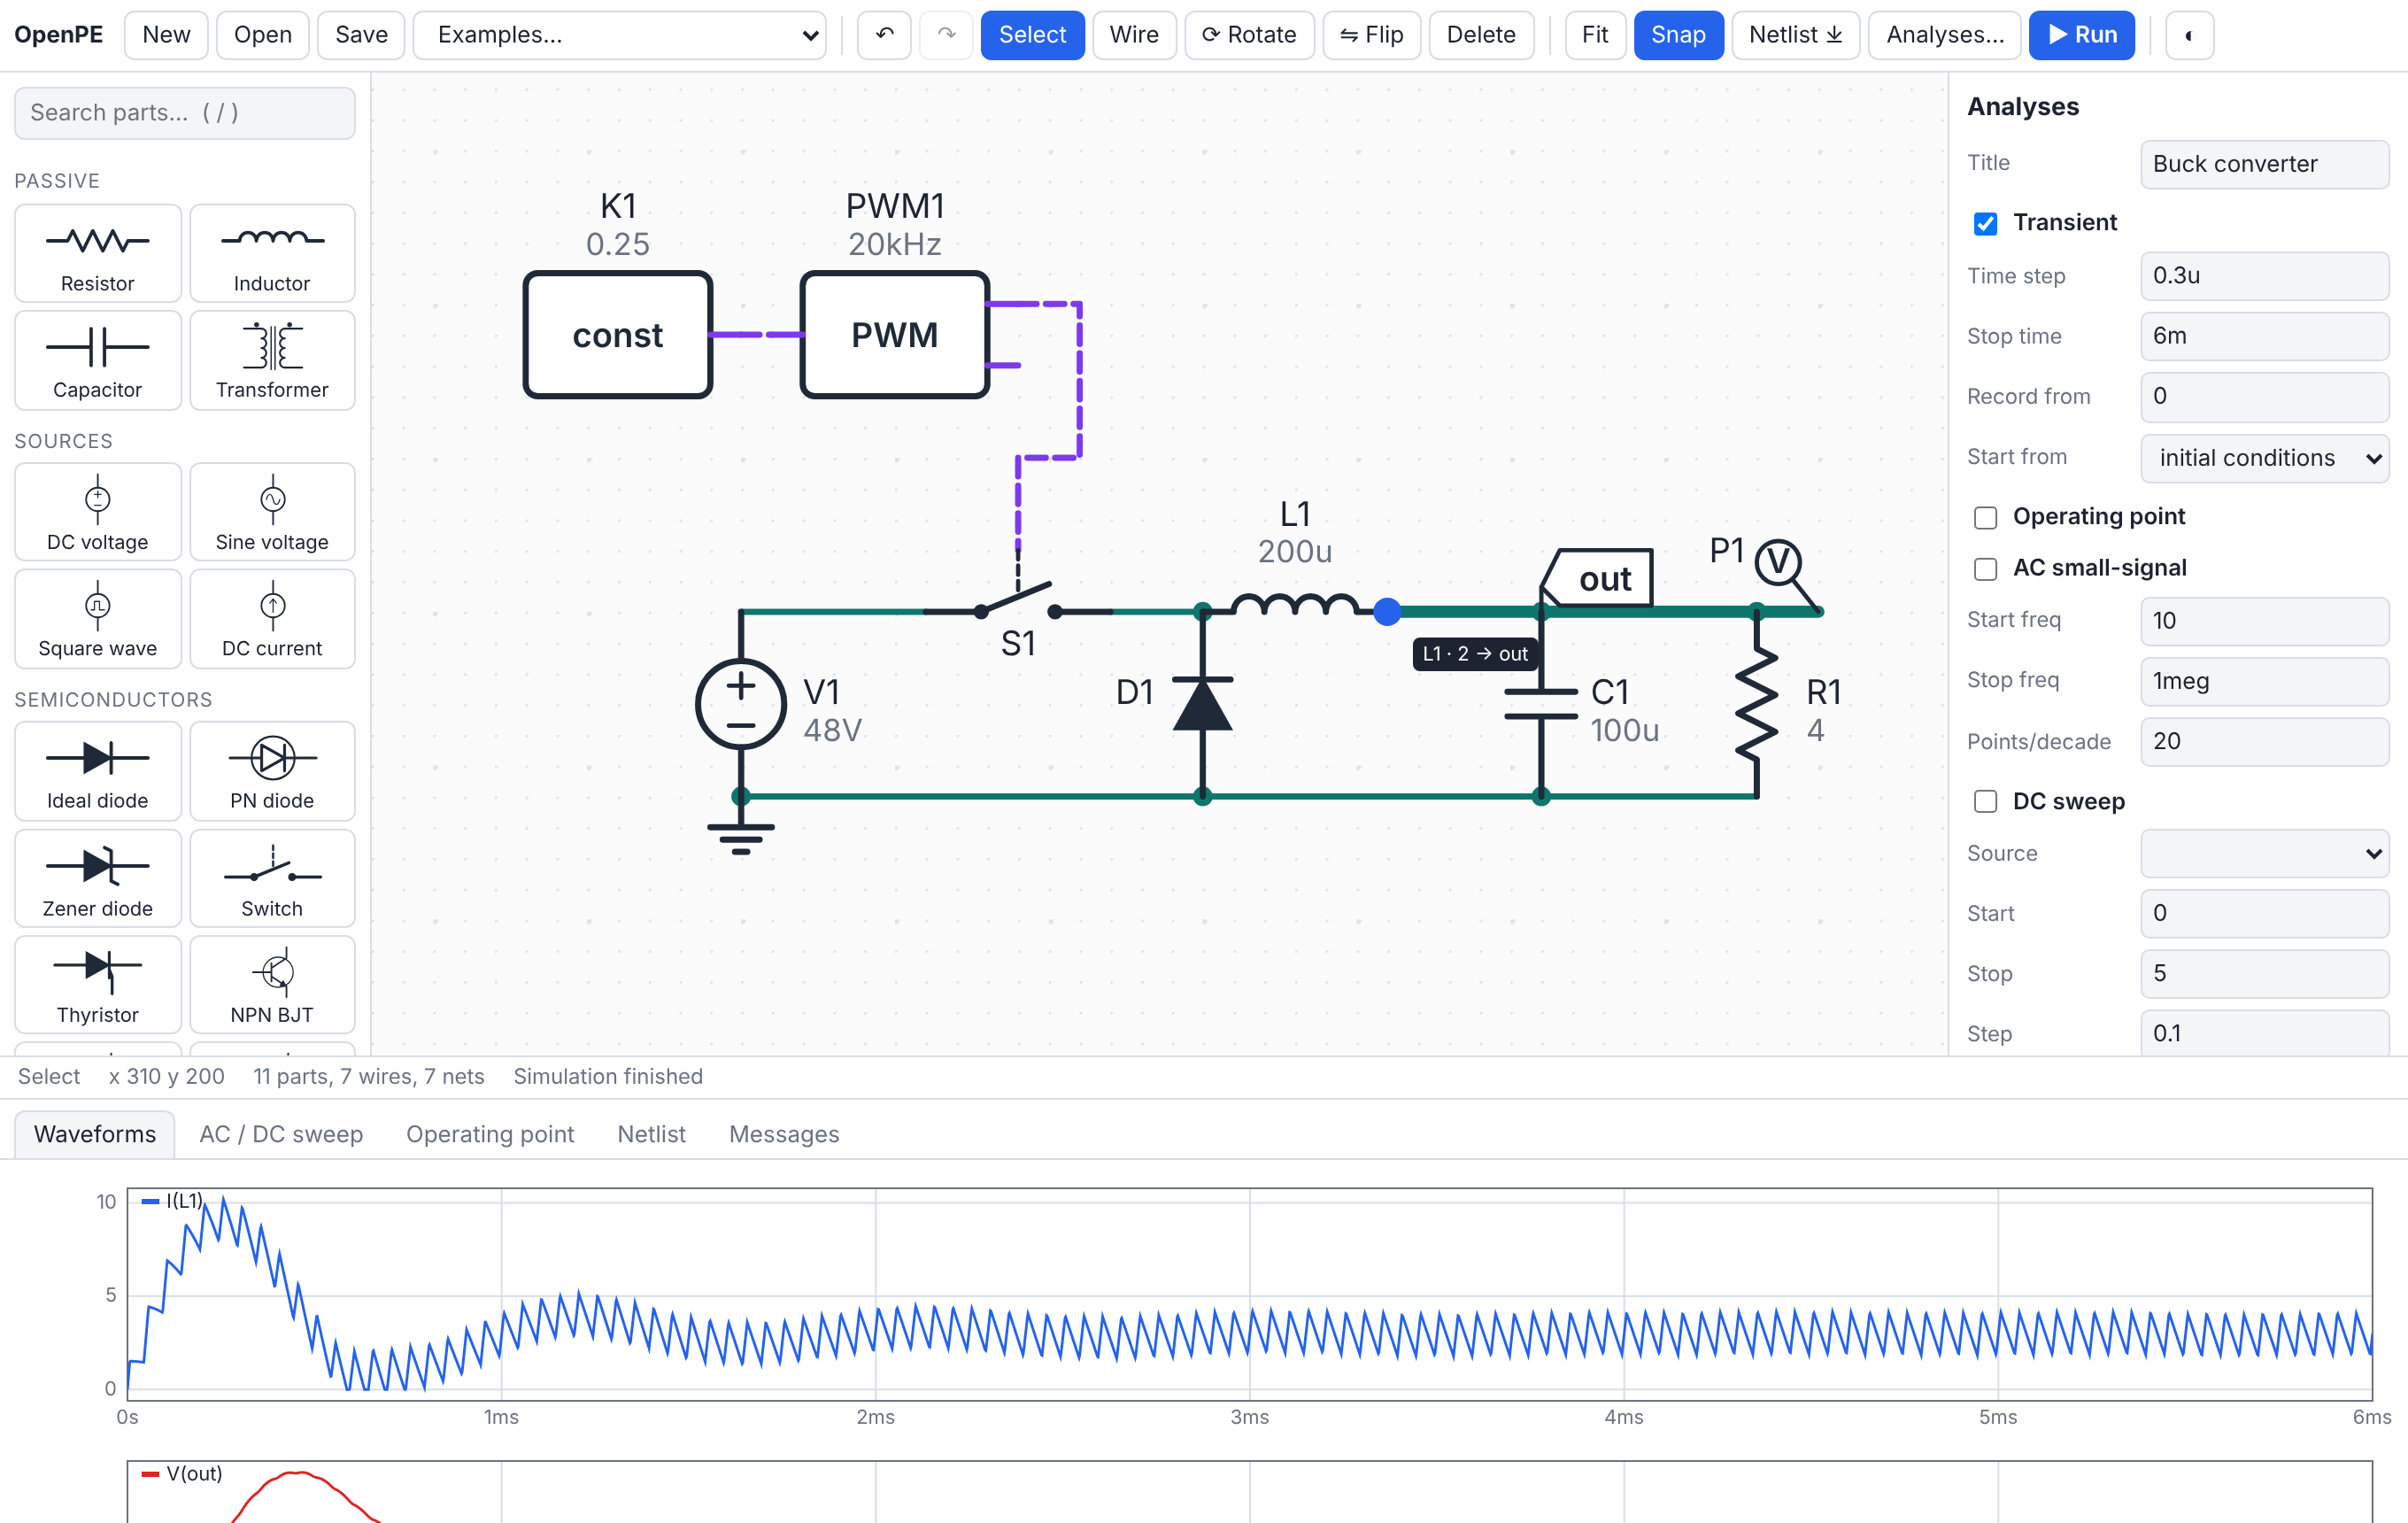 OpenPE New Open Save Examples... ↶ ↷ Select Wire ⟳ Rotate ⇋ Flip Delete Fit Snap Netlist ↓ Analyses... ▶ Run
Search parts... ( / )
PASSIVE
Resistor Inductor
Capacitor Transformer
SOURCES
DC voltage Sine voltage
Square wave DC current
SEMICONDUCTORS
Ideal diode PN diode
Zener diode Switch
Thyristor NPN BJT
K1
0.25
const
PWM1
20kHz
PWM
L1
200u
out
P1
V
S1
L1 · 2 → out
V1
48V
D1
C1
100u
R1
4
Analyses
Title Buck converter
Transient
Time step 0.3u
Stop time 6m
Record from 0
Start from initial conditions
Operating point
AC small-signal
Start freq 10
Stop freq 1meg
Points/decade 20
DC sweep
Source
Start 0
Stop 5
Step 0.1
Select x 310 y 200 11 parts, 7 wires, 7 nets Simulation finished
Waveforms AC / DC sweep Operating point Netlist Messages
I(L1)
10
5
0
0s 1ms 2ms 3ms 4ms 5ms 6ms
V(out)